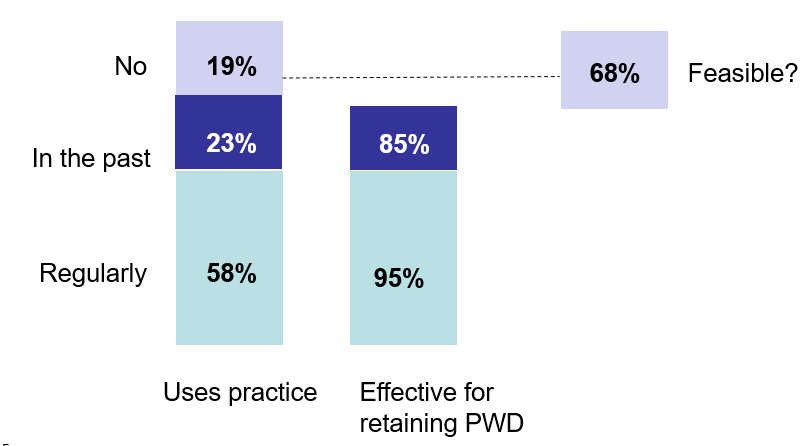 No
19%
68%
Feasible?
In the past
23%
85%
Regularly
58%
95%
Uses practice
Effective for
retaining PWD